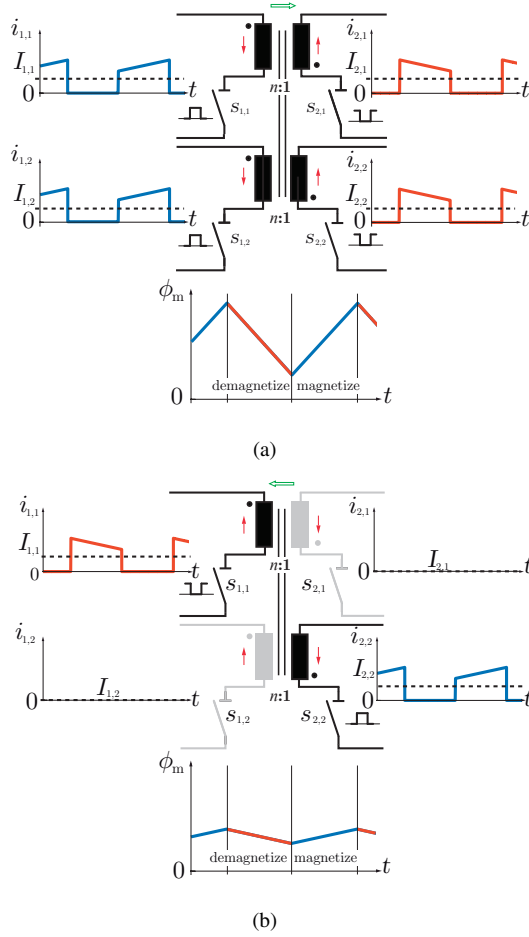 i1,1
I1,1
0
t
s1,1
n:1
s2,1
i2,1
I2,1
0
t
i1,2
I1,2
0
t
s1,2
n:1
s2,2
i2,2
I2,2
0
t
ϕm
demagnetize magnetize
0
t
(a)
i1,1
I1,1
0
t
s1,1
n:1
s2,1
i2,1
I2,1
0
t
i1,2
I1,2
0
t
s1,2
n:1
s2,2
i2,2
I2,2
0
t
ϕm
demagnetize magnetize
0
t
(b)